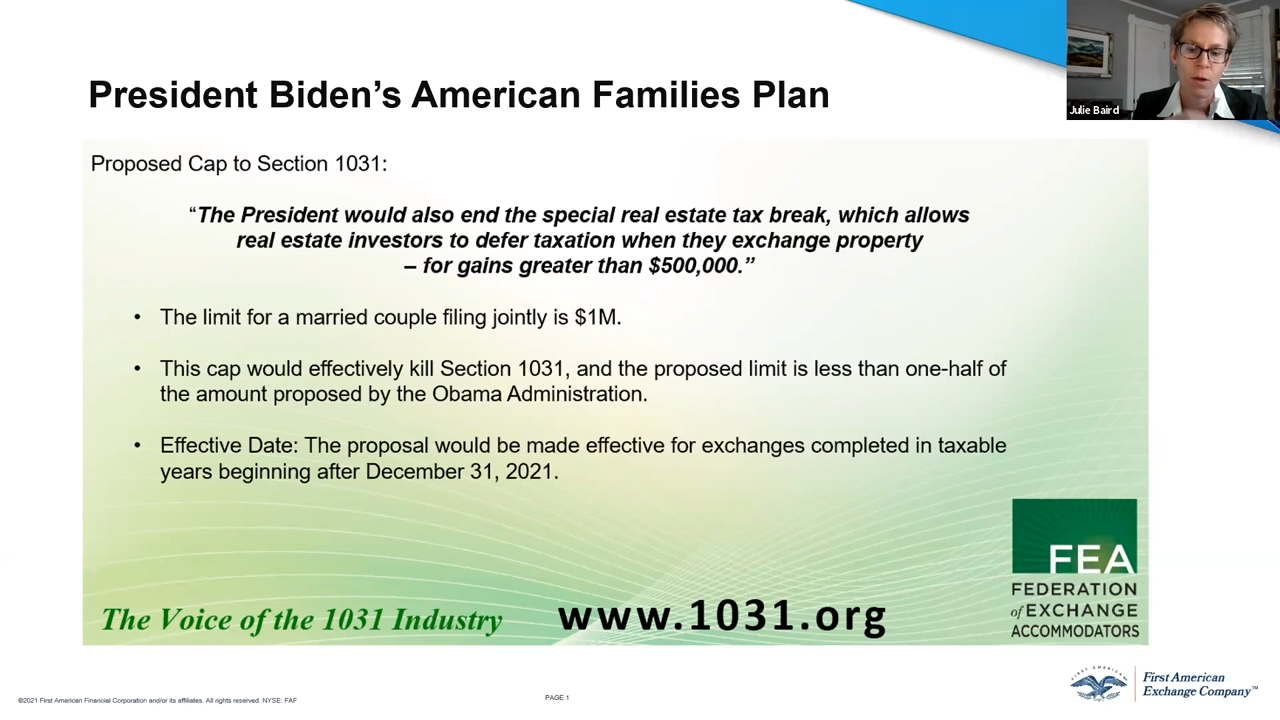 President Biden’s American Families Plan
Julie Baird
Proposed Cap to Section 1031:
“The President would also end the special real estate tax break, which allows
real estate investors to defer taxation when they exchange property
– for gains greater than $500,000.”
• The limit for a married couple filing jointly is $1M.
• This cap would effectively kill Section 1031, and the proposed limit is less than one-half of
the amount proposed by the Obama Administration.
• Effective Date: The proposal would be made effective for exchanges completed in taxable
years beginning after December 31, 2021.
FEA
FEDERATION
of EXCHANGE
ACCOMMODATORS
The Voice of the 1031 Industry
www.1031.org
©2021 First American Financial Corporation and/or its affiliates. All rights reserved. NYSE: FAF
PAGE 1
FIRST AMERICAN
First American
Exchange Company™